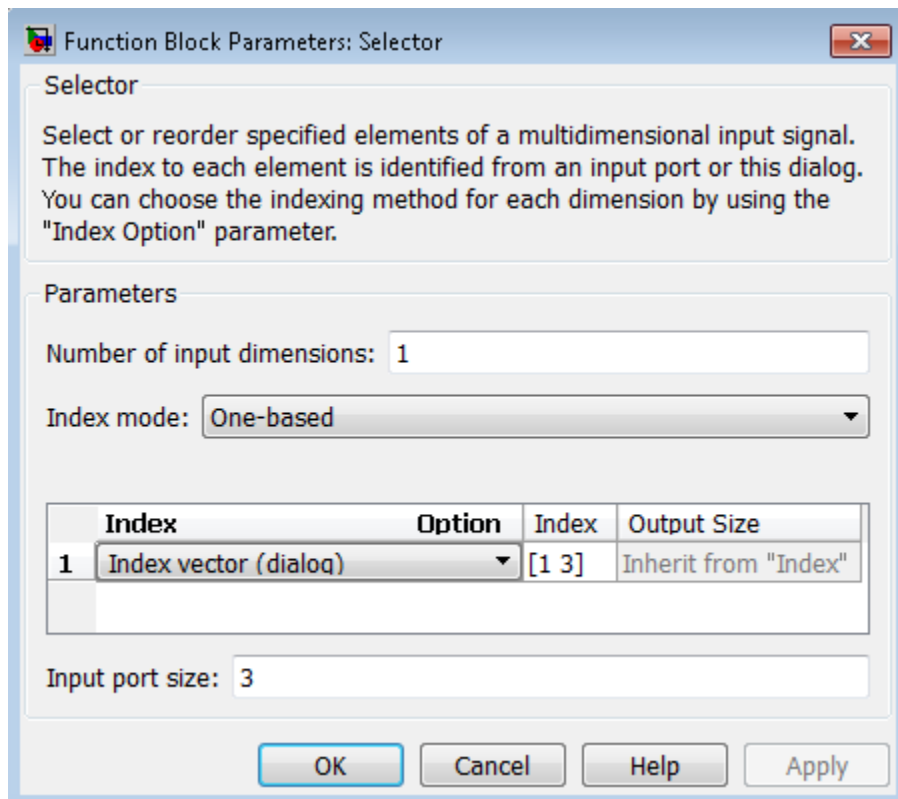 Function Block Parameters: Selector
Selector
Select or reorder specified elements of a multidimensional input signal.
The index to each element is identified from an input port or this dialog.
You can choose the indexing method for each dimension by using the
"Index Option" parameter.
Parameters
Number of input dimensions: 1
Index mode: One-based
Index Option Index Output Size
1 Index vector (dialog) [1 3] Inherit from "Index"
Input port size: 3
OK Cancel Help Apply